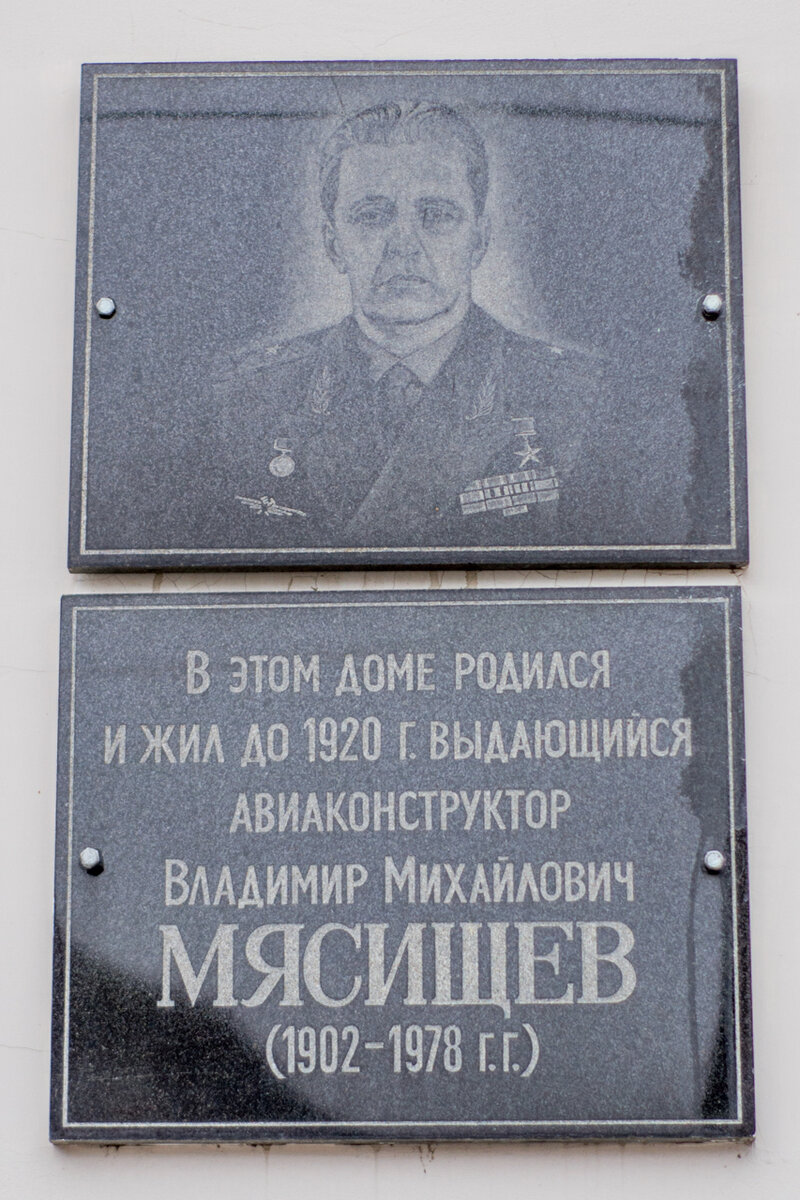 В ЭТОМ ДОМЕ РОДИЛСЯ
И ЖИЛ ДО 1920 Г. ВЫДАЮЩИЙСЯ
АВИАКОНСТРУКТОР
ВЛАДИМИР МИХАЙЛОВИЧ
МЯСИЩЕВ
(1902-1978 Г.Г.)